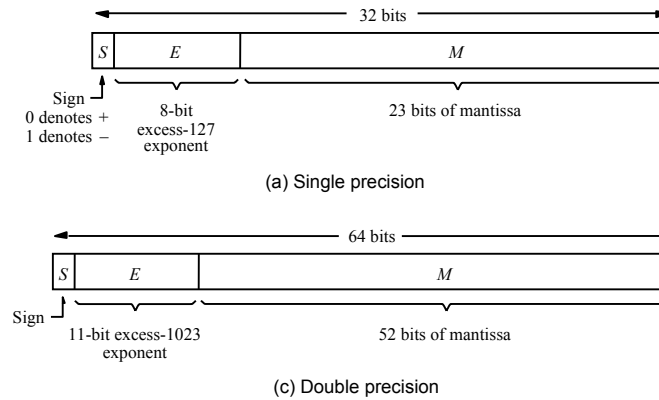 32 bits
S E M
Sign
0 denotes +
1 denotes –
8-bit
excess-127
exponent
23 bits of mantissa
(a) Single precision
64 bits
S E M
Sign
11-bit excess-1023
exponent
52 bits of mantissa
(c) Double precision